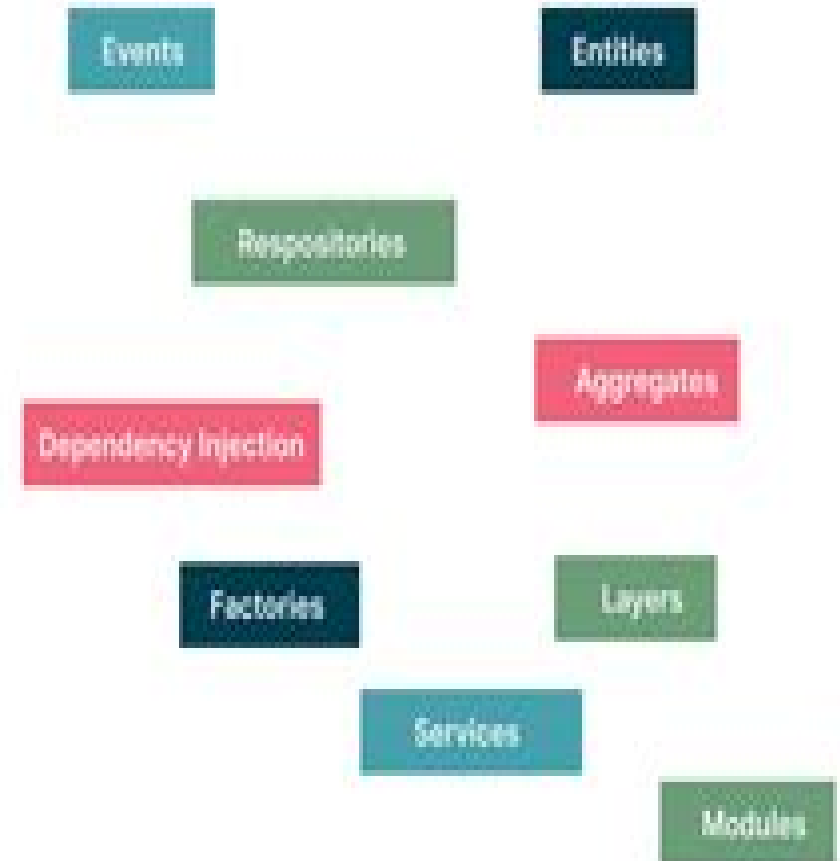 Events
Entities
Respositories
Aggregates
Dependency Injection
Factories
Layers
Services
Modules